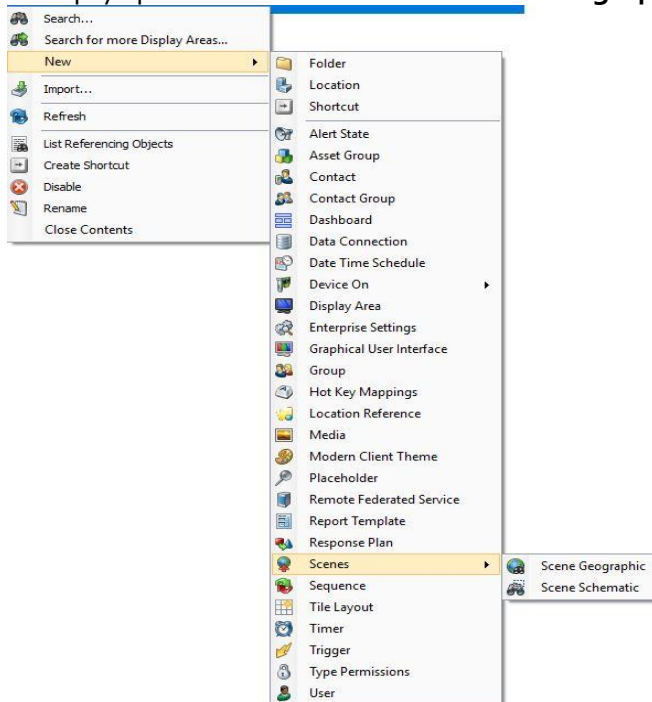 Search...
Search for more Display Areas...
New
Import...
Refresh
List Referencing Objects
Create Shortcut
Disable
Rename
Close Contents
Folder
Location
Shortcut
Alert State
Asset Group
Contact
Contact Group
Dashboard
Data Connection
Date Time Schedule
Device On
Display Area
Enterprise Settings
Graphical User Interface
Group
Hot Key Mappings
Location Reference
Media
Modern Client Theme
Placeholder
Remote Federated Service
Report Template
Response Plan
Scenes
Sequence
Tile Layout
Timer
Trigger
Type Permissions
User
Scene Geographic
Scene Schematic